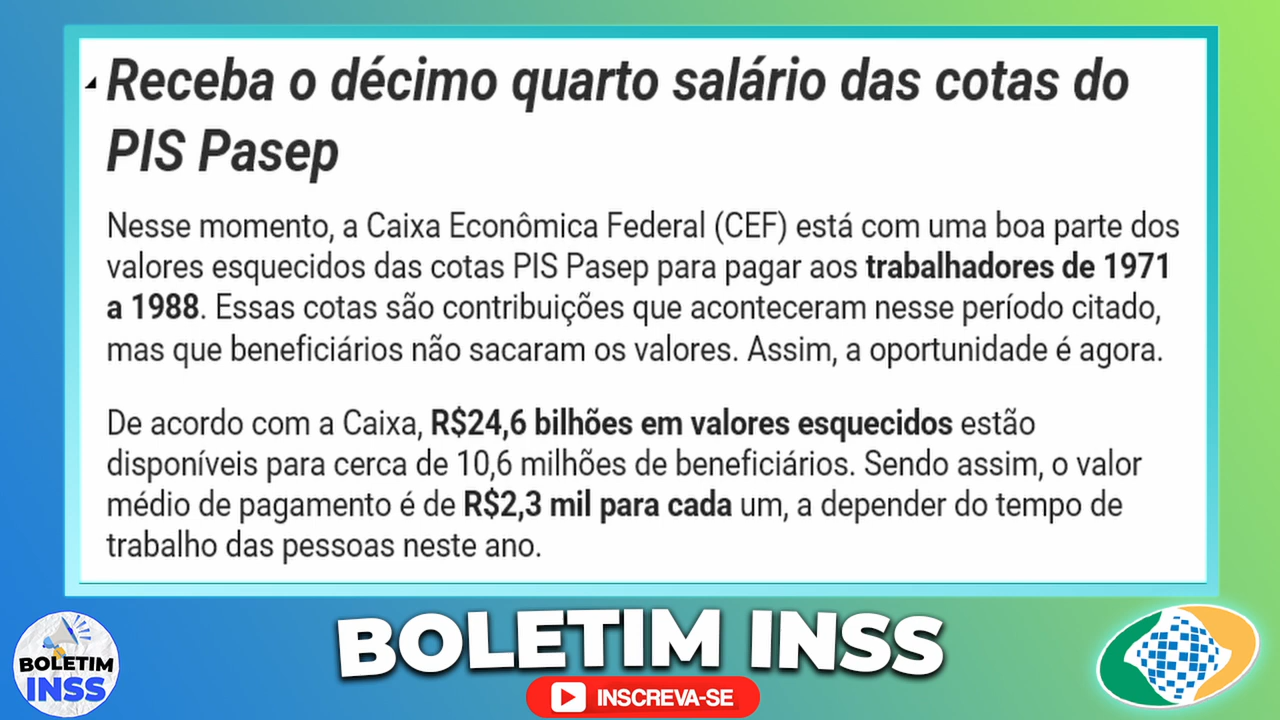 Receba o décimo quarto salário das cotas do
PIS Pasep
Nesse momento, a Caixa Econômica Federal (CEF) está com uma boa parte dos
valores esquecidos das cotas PIS Pasep para pagar aos trabalhadores de 1971
a 1988. Essas cotas são contribuições que aconteceram nesse período citado,
mas que beneficiários não sacaram os valores. Assim, a oportunidade é agora.
De acordo com a Caixa, R$24,6 bilhões em valores esquecidos estão
disponíveis para cerca de 10,6 milhões de beneficiários. Sendo assim, o valor
médio de pagamento é de R$2,3 mil para cada um, a depender do tempo de
trabalho das pessoas neste ano.
BOLETIM INSS
INSCREVA-SE
BOLETIM
INSS